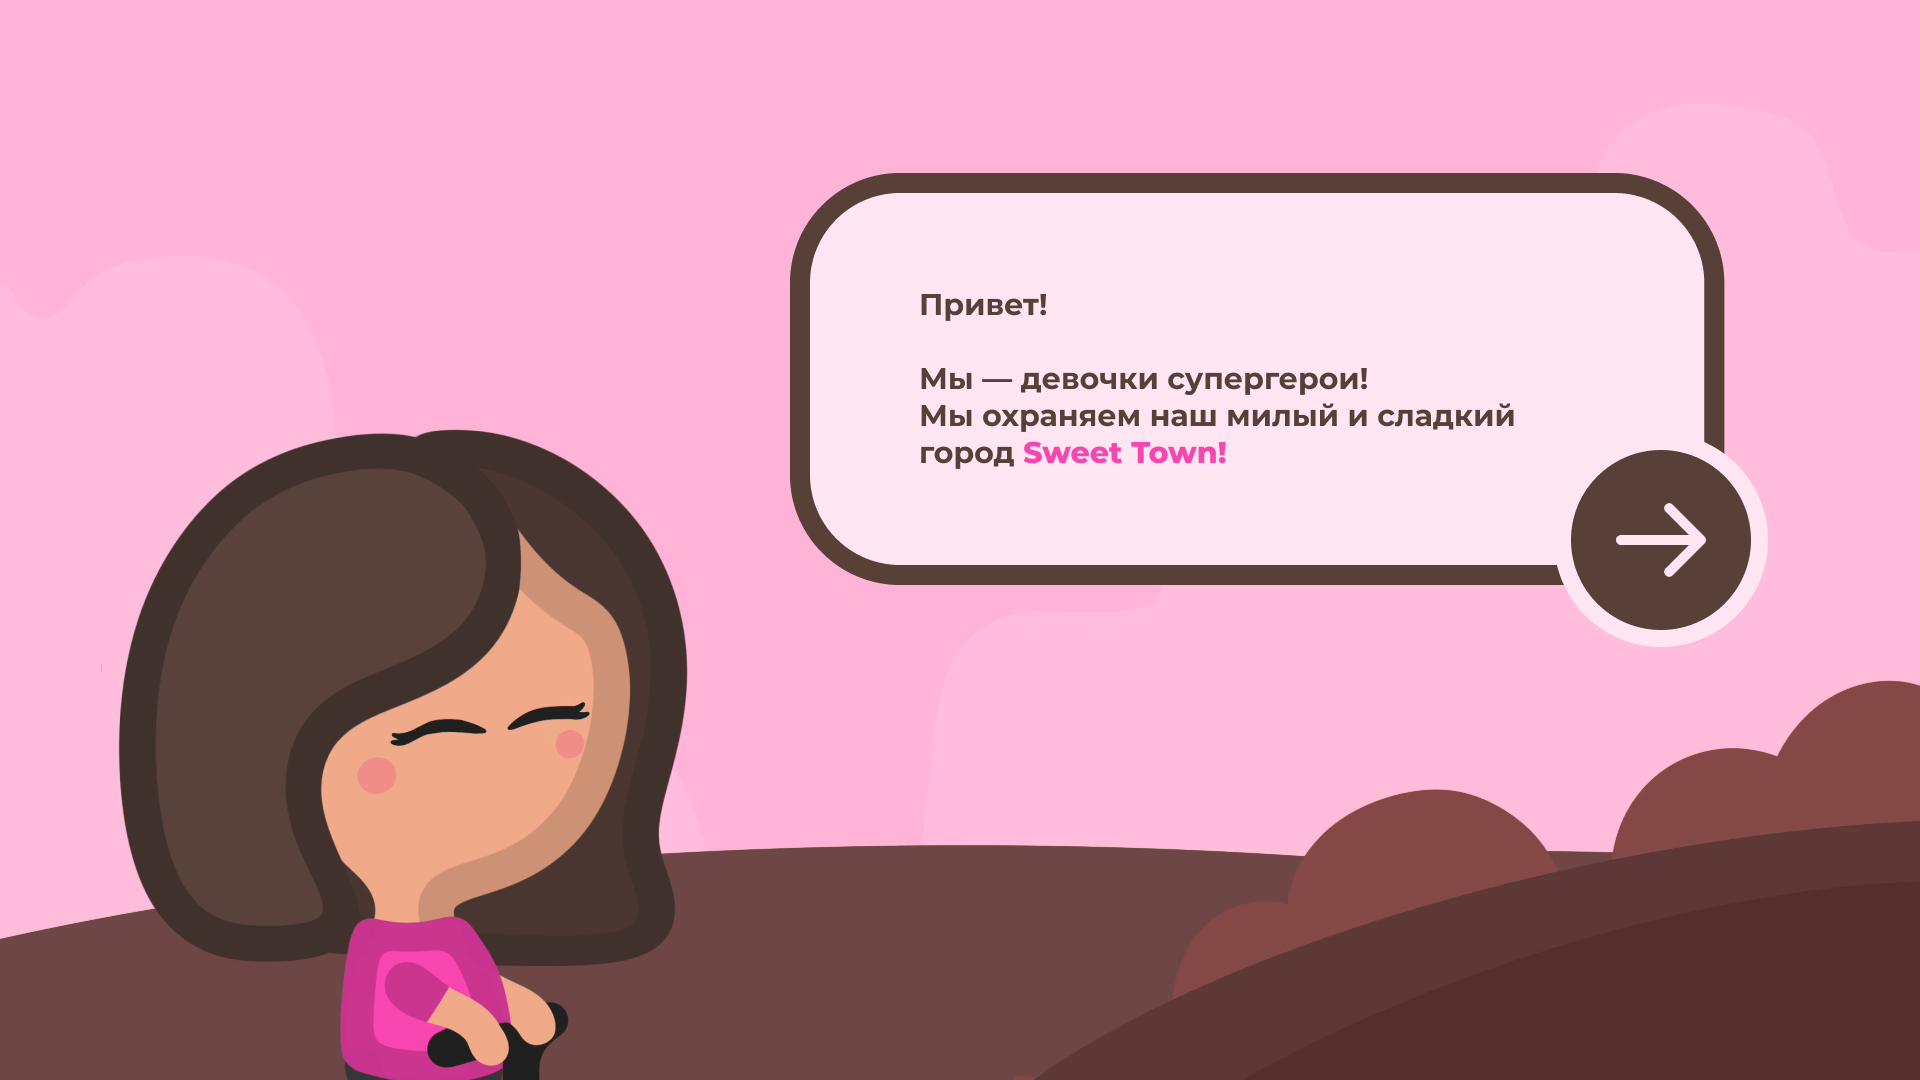 Привет!
Мы — девочки супергерои!
Мы охраняем наш милый и сладкий
город Sweet Town!